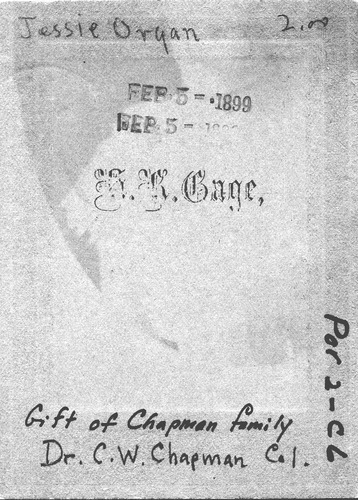 Jessie Organ 2.00
FEB 5 - 1899
FEB 5 -
Gage,
Gift of Chapman family
Dr. C.W. Chapman Col.
Por 2-C6